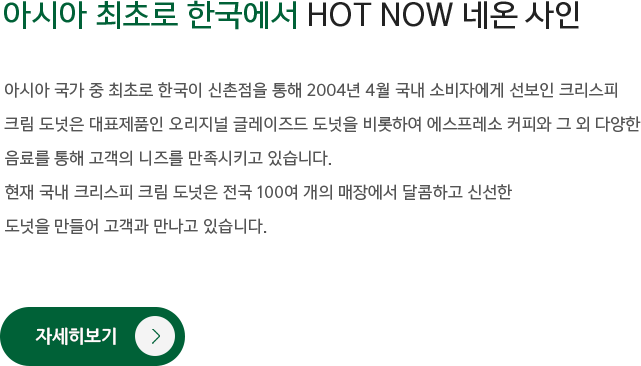 아시아 최초로 한국에서 HOT NOW 네온 사인
아시아 국가 중 최초로 한국이 신촌점을 통해 2004년 4월 국내 소비자에게 선보인 크리스피
크림 도넛은 대표제품인 오리지널 글레이즈드 도넛을 비롯하여 에스프레소 커피와 그 외 다양한
음료를 통해 고객의 니즈를 만족시키고 있습니다.
현재 국내 크리스피 크림 도넛은 전국 100여 개의 매장에서 달콤하고 신선한
도넛을 만들어 고객과 만나고 있습니다.
자세히보기